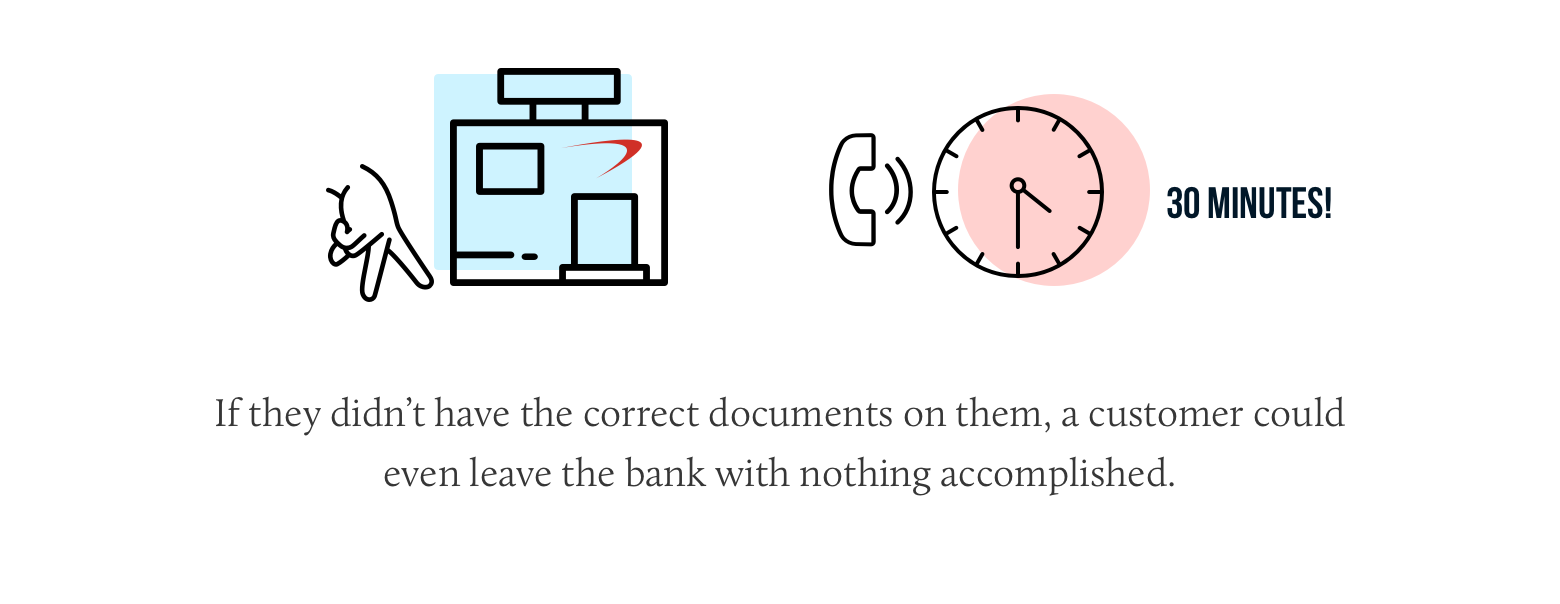 30 MINUTES!
If they didn’t have the correct documents on them, a customer could
even leave the bank with nothing accomplished.